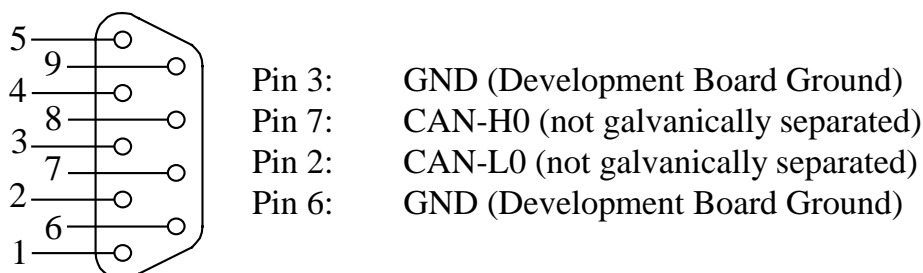 5
9
4
8
3
7
2
6
1
Pin 3: GND (Development Board Ground)
Pin 7: CAN-H0 (not galvanically separated)
Pin 2: CAN-L0 (not galvanically separated)
Pin 6: GND (Development Board Ground)